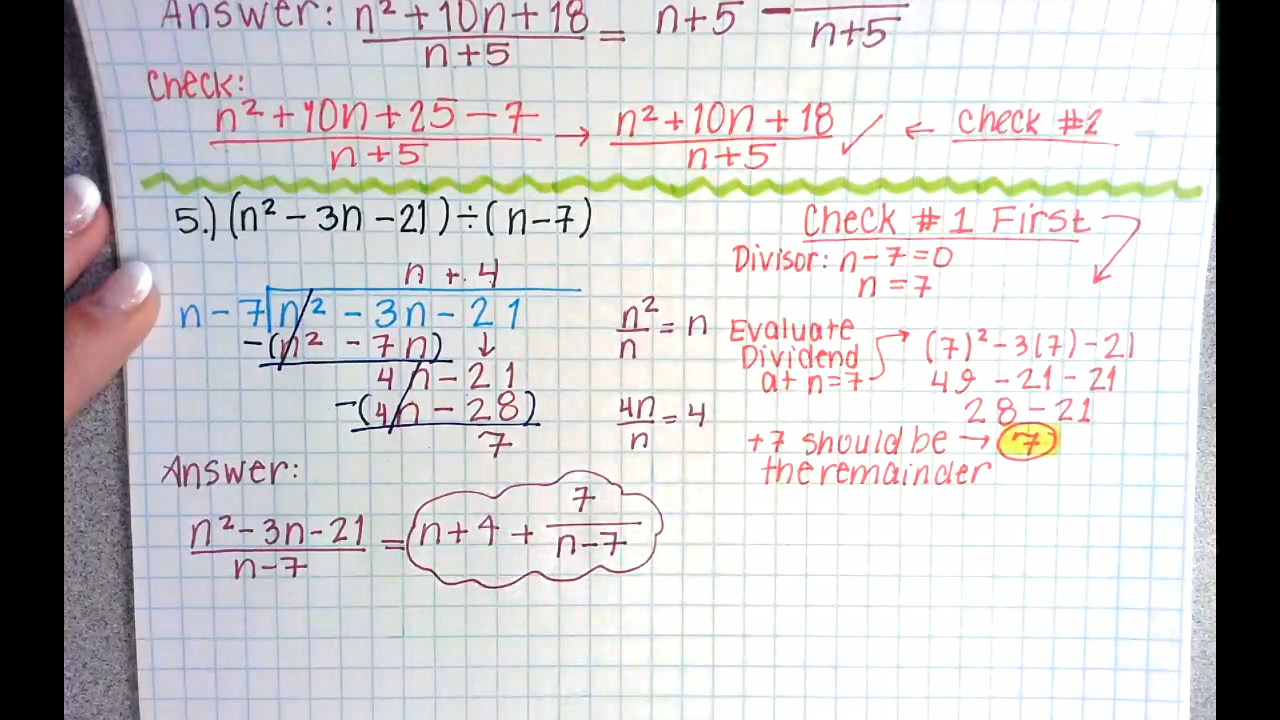 Answer: n²+10n+18 / n+5 = n+5 − / n+5
Check:
n²+10n+25−7 / n+5 → n²+10n+18 / n+5 ✓ ← Check #2
5.) (n² − 3n − 21) ÷ (n−7)
n + 4
n − 7 n² − 3n − 21
−(n² − 7n) ↓
4n − 21
−(4n − 28)
7
n²/n = n
4n/n = 4
Answer:
n²−3n−21 / n−7 = n+4 + 7 / n−7
Check #1 First
Divisor: n−7=0
n = 7
Evaluate
Dividend
at n=7 → (7)²−3(7)−21
49 −21−21
28−21
+7 should be → 7
the remainder